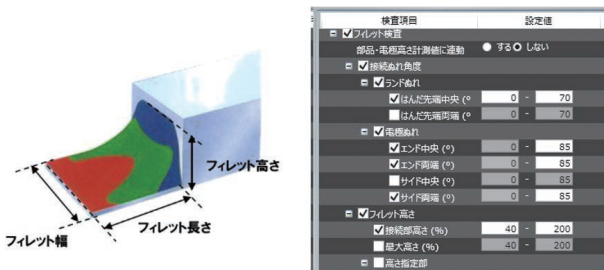 フィレット高さ
フィレット長さ
フィレット幅
検査項目 設定値
フィレット検査
部品・電極高さ計測値に連動 する しない
接続ぬれ角度
ランドぬれ
はんだ先端中央 (° 0 - 70
はんだ先端両端 (° 0 - 70
電極ぬれ
エンド中央 (°) 0 - 85
エンド両端 (°) 0 - 85
サイド中央 (°) 0 - 85
サイド両端 (°) 0 - 85
フィレット高さ
接続部高さ (%) 40 - 200
最大高さ (%) 40 - 200
高さ指定部